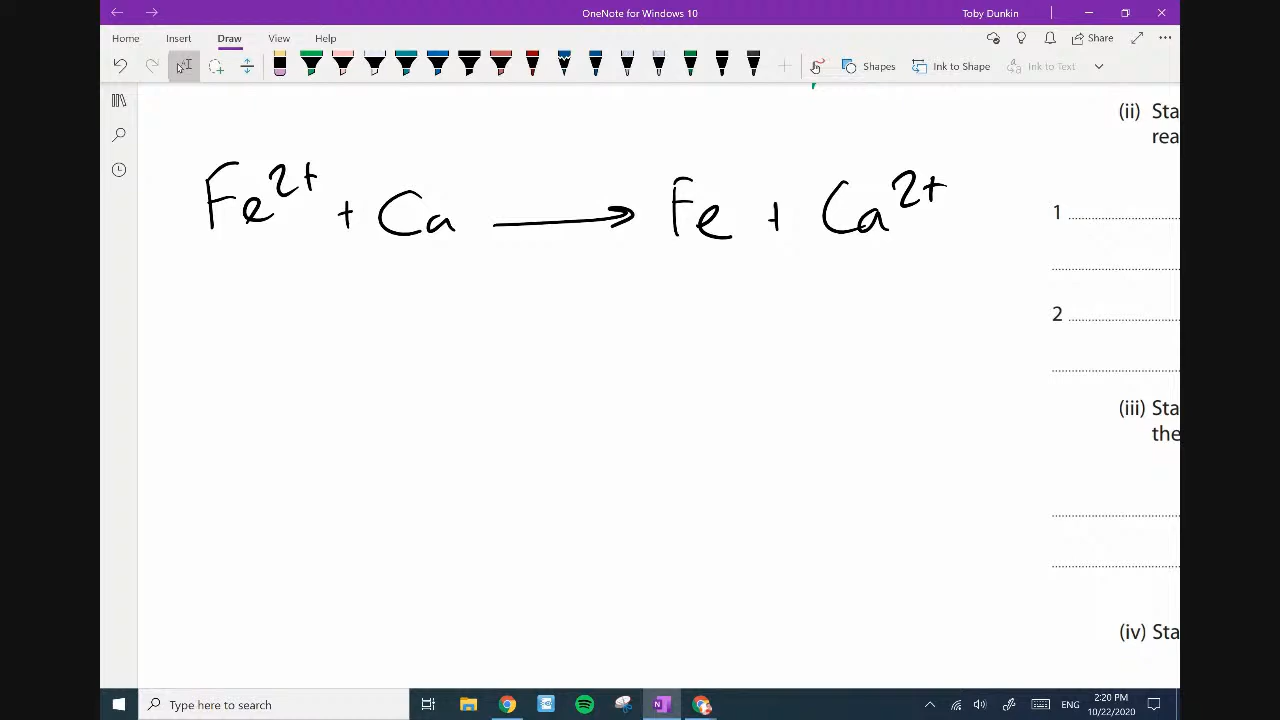 OneNote for Windows 10
Toby Dunkin
Home Insert Draw View Help
Share
Shapes
Ink to Shape
Ink to Text
(ii) Sta
rea
Fe²⁺ + Ca → Fe + Ca²⁺
1
2
(iii) Sta
the
(iv) Sta
Type here to search
ENG
2:20 PM
10/22/2020